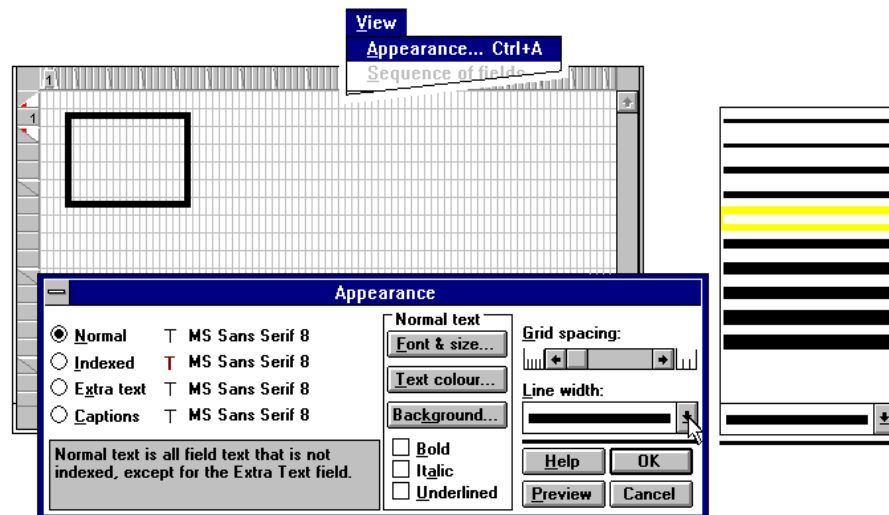 View
Appearance... Ctrl+A
Sequence of fields
1
1
Appearance
Normal T MS Sans Serif 8
Indexed T MS Sans Serif 8
Extra text T MS Sans Serif 8
Captions T MS Sans Serif 8
Normal text is all field text that is not
indexed, except for the Extra Text field.
Normal text
Font & size...
Text colour...
Background...
Bold
Italic
Underlined
Grid spacing:
Line width:
Help OK
Preview Cancel